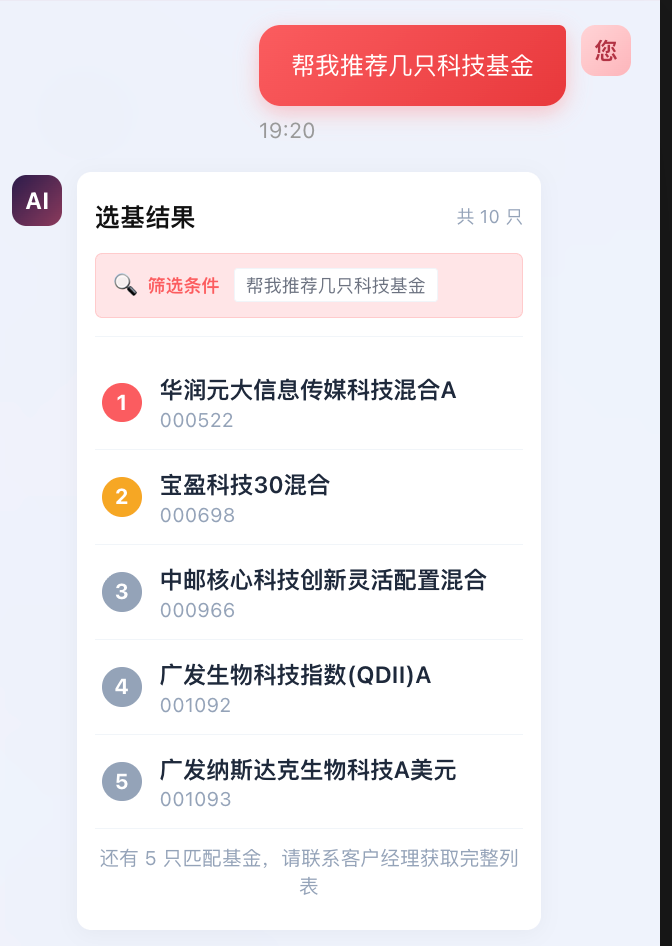 帮我推荐几只科技基金
您
19:20
AI
选基结果
共 10 只
筛选条件
帮我推荐几只科技基金
1
华润元大信息传媒科技混合A
000522
2
宝盈科技30混合
000698
3
中邮核心科技创新灵活配置混合
000966
4
广发生物科技指数(QDII)A
001092
5
广发纳斯达克生物科技A美元
001093
还有 5 只匹配基金，请联系客户经理获取完整列
表